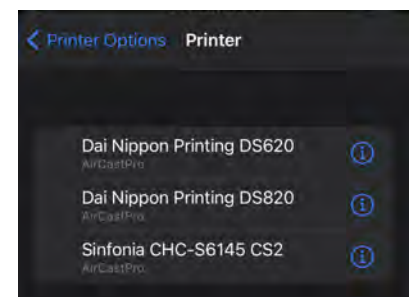 Printer Options Printer
Dai Nippon Printing DS620
AirCastPro
Dai Nippon Printing DS820
AirCastPro
Sinfonia CHC-S6145 CS2
AirCastPro